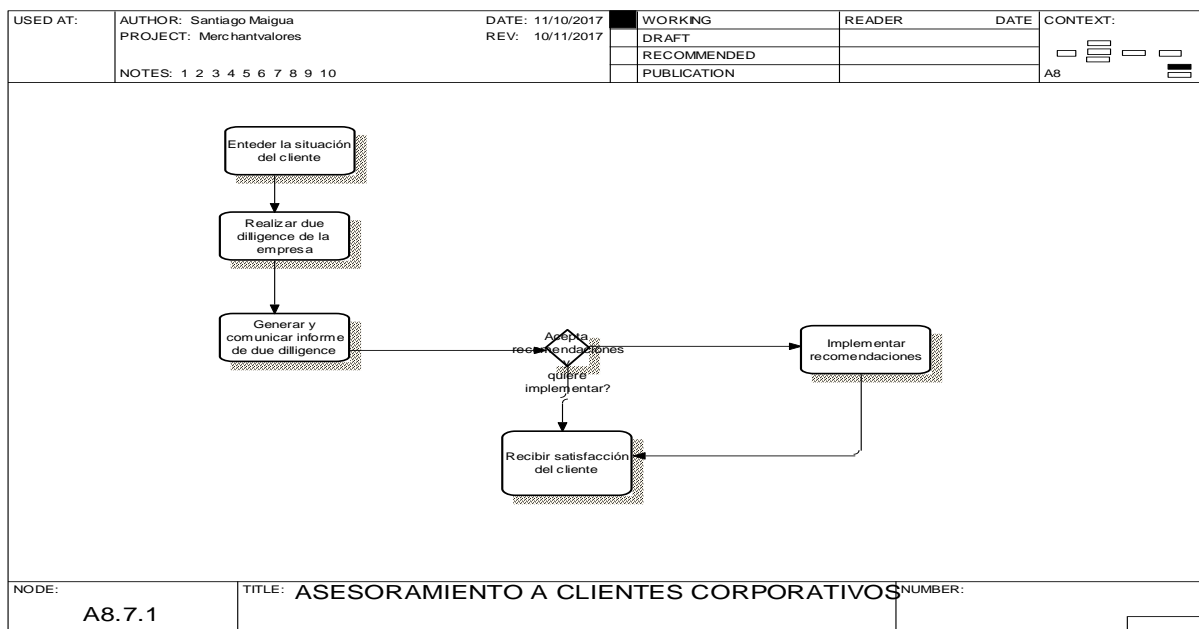 USED AT:
AUTHOR: Santiago Maigua
DATE: 11/10/2017
PROJECT: Merchantvalores
REV: 10/11/2017
NOTES: 1 2 3 4 5 6 7 8 9 10
WORKING
DRAFT
RECOMMENDED
PUBLICATION
READER
DATE
CONTEXT:
A8
Enteder la situación
del cliente
Realizar due
dilligence de la
empresa
Generar y
comunicar informe
de due dilligence
Acepta
recomendaciones
y
quiere
implementar?
Implementar
recomendaciones
Recibir satisfacción
del cliente
NODE:
A8.7.1
TITLE: ASESORAMIENTO A CLIENTES CORPORATIVOS
NUMBER: